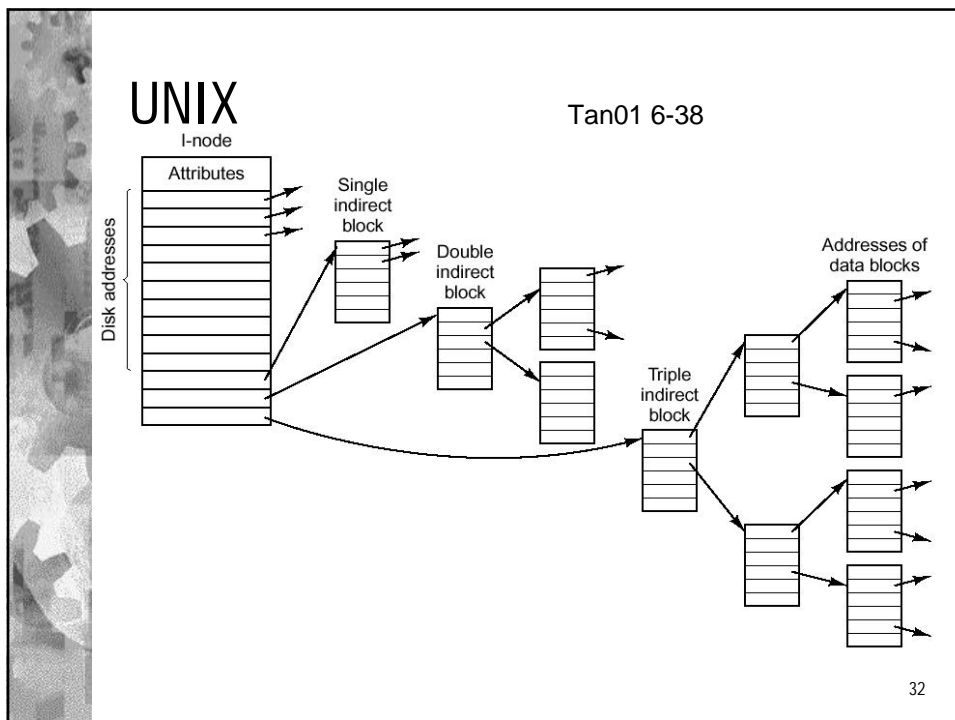 UNIX
Tan01 6-38
I-node
Attributes
Disk addresses
Single
indirect
block
Double
indirect
block
Triple
indirect
block
Addresses of
data blocks
32